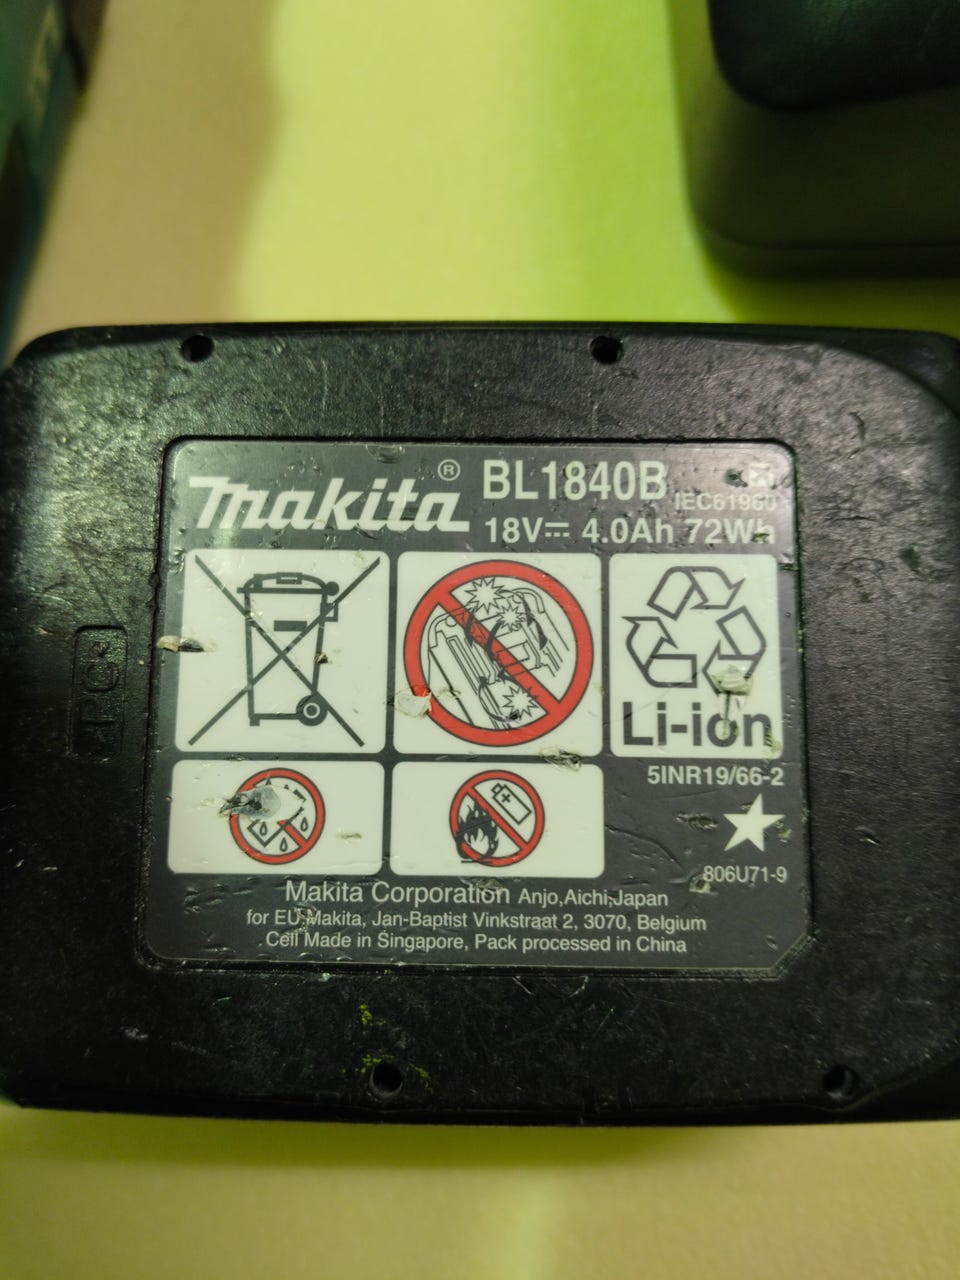 makita® BL1840B
IEC61960
18V⎓ 4.0Ah 72Wh
Li-ion
5INR19/66-2
806U71-9
Makita Corporation Anjo,Aichi,Japan
for EU:Makita, Jan-Baptist Vinkstraat 2, 3070, Belgium
Cell Made in Singapore, Pack processed in China